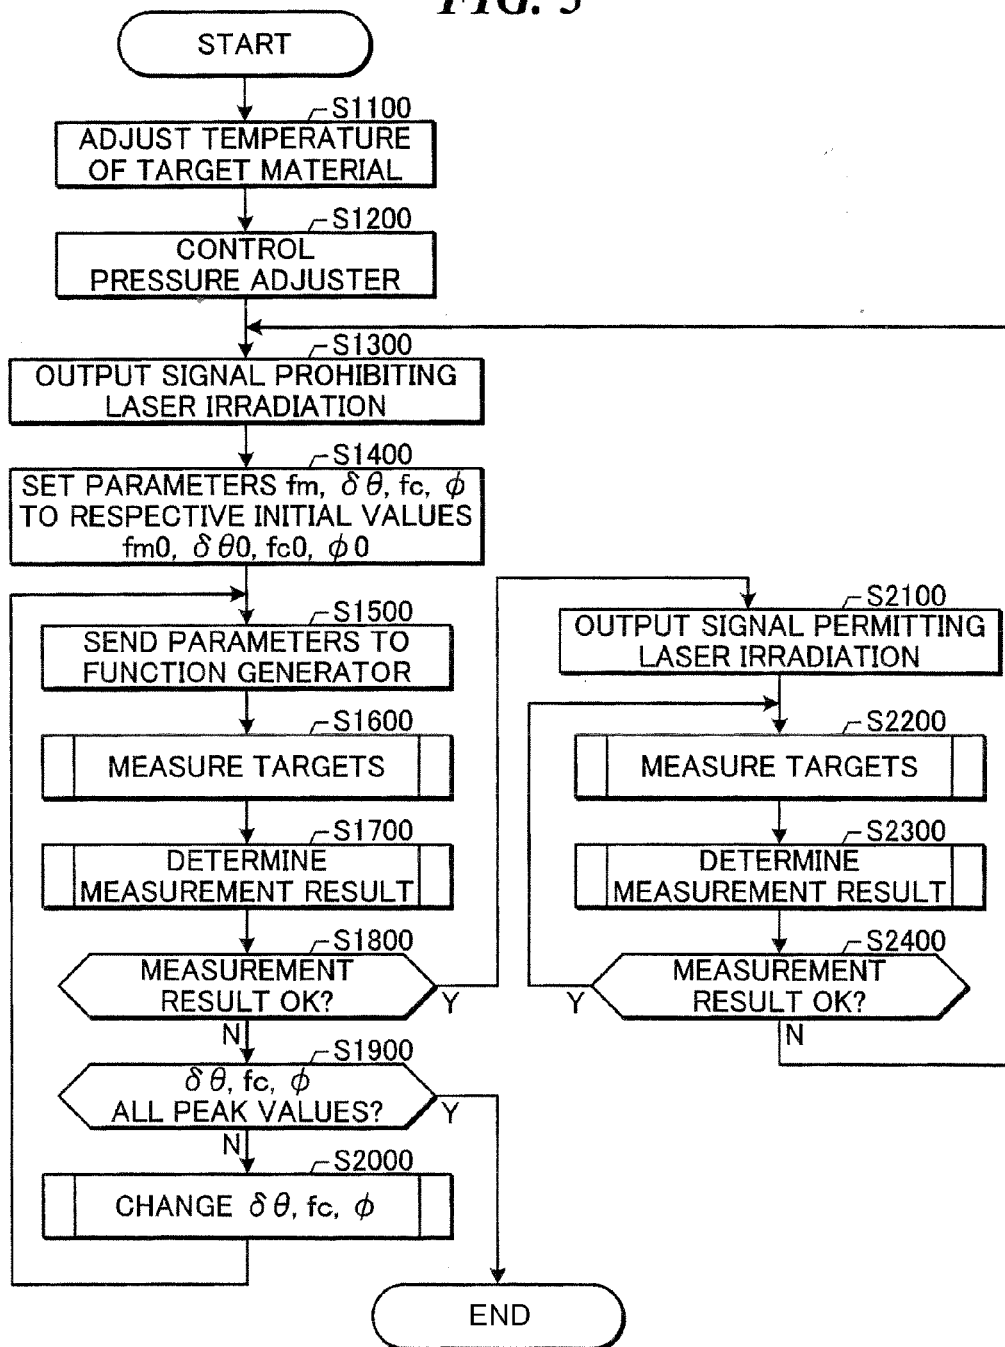 FIG. 5
START
S1100
ADJUST TEMPERATURE
OF TARGET MATERIAL
S1200
CONTROL
PRESSURE ADJUSTER
S1300
OUTPUT SIGNAL PROHIBITING
LASER IRRADIATION
S1400
SET PARAMETERS fm, δθ, fc, φ
TO RESPECTIVE INITIAL VALUES
fm0, δθ0, fc0, φ0
S1500
SEND PARAMETERS TO
FUNCTION GENERATOR
S1600
MEASURE TARGETS
S1700
DETERMINE
MEASUREMENT RESULT
S1800
MEASUREMENT
RESULT OK?
Y
N
S1900
δθ, fc, φ
ALL PEAK VALUES?
Y
N
S2000
CHANGE δθ, fc, φ
S2100
OUTPUT SIGNAL PERMITTING
LASER IRRADIATION
S2200
MEASURE TARGETS
S2300
DETERMINE
MEASUREMENT RESULT
S2400
MEASUREMENT
RESULT OK?
Y
N
END